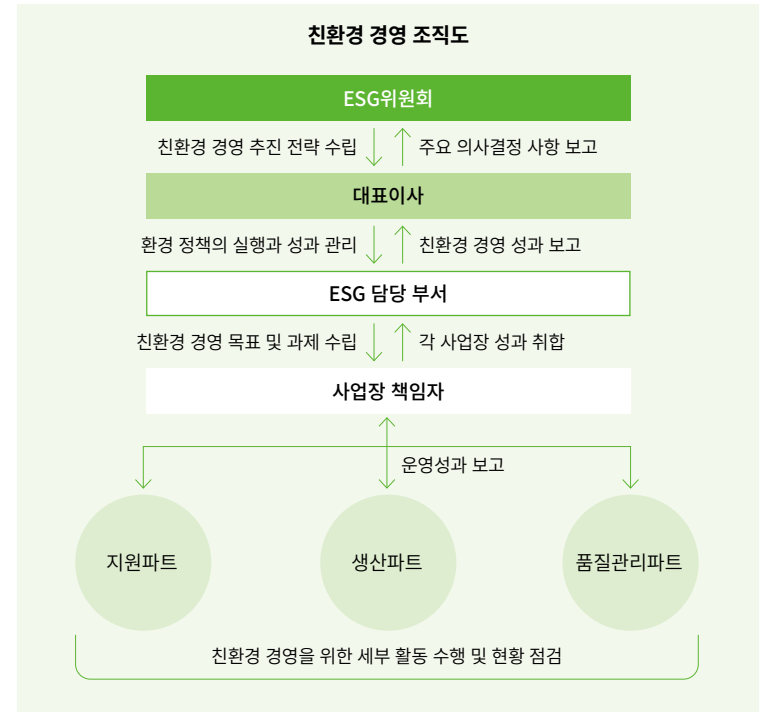 친환경 경영 조직도
ESG위원회
친환경 경영 추진 전략 수립
주요 의사결정 사항 보고
대표이사
환경 정책의 실행과 성과 관리
친환경 경영 성과 보고
ESG 담당 부서
친환경 경영 목표 및 과제 수립
각 사업장 성과 취합
사업장 책임자
운영성과 보고
지원파트
생산파트
품질관리파트
친환경 경영을 위한 세부 활동 수행 및 현황 점검